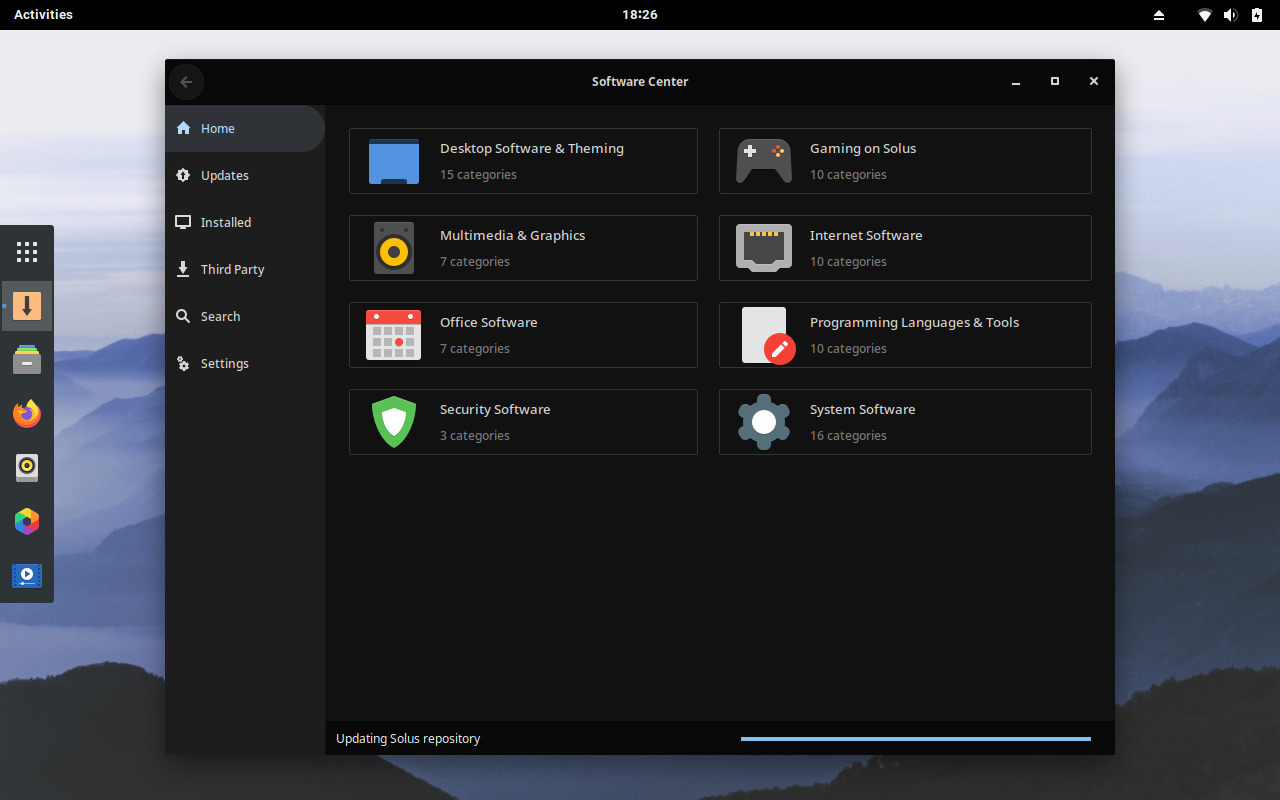 Activities
18:26
Software Center
Home
Updates
Installed
Third Party
Search
Settings
Desktop Software & Theming
15 categories
Gaming on Solus
10 categories
Multimedia & Graphics
7 categories
Internet Software
10 categories
Office Software
7 categories
Programming Languages & Tools
10 categories
Security Software
3 categories
System Software
16 categories
Updating Solus repository